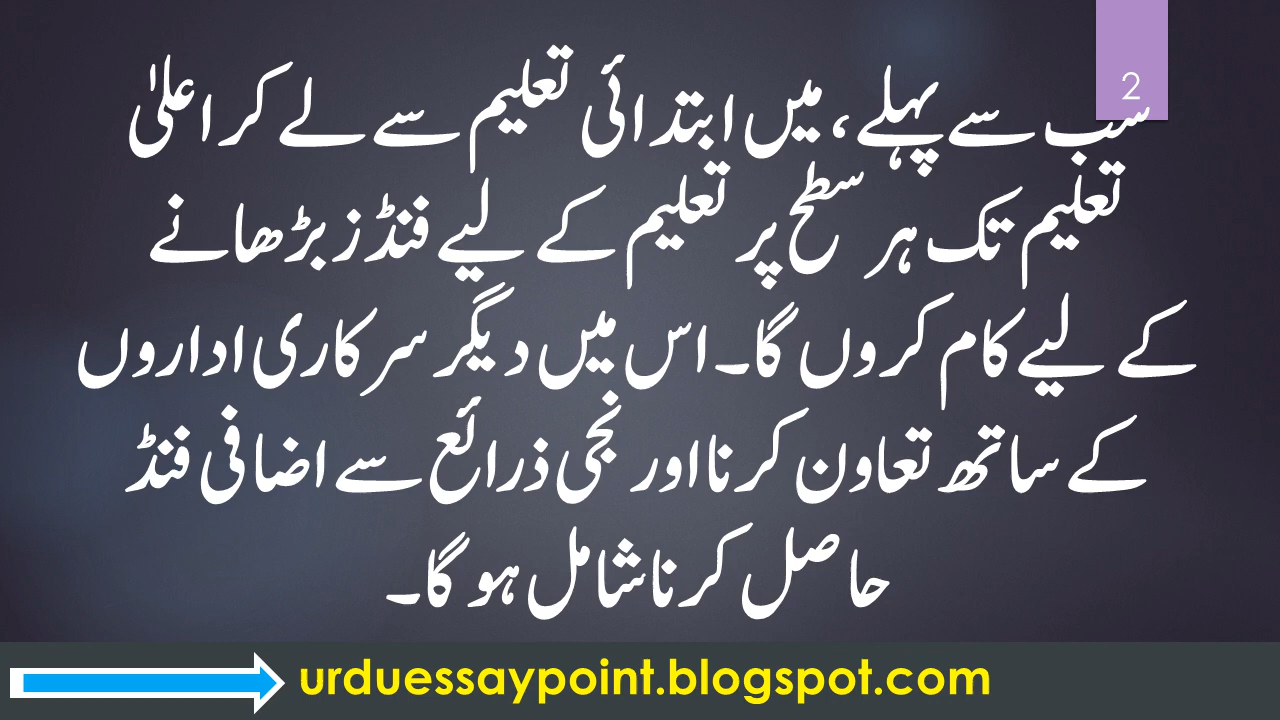 2
سب سے پہلے، میں ابتدائی تعلیم سے لے کر اعلیٰ
تعلیم تک ہر سطح پر تعلیم کے لیے فنڈز بڑھانے
کے لیے کام کروں گا۔ اس میں دیگر سرکاری اداروں
کے ساتھ تعاون کرنا اور نجی ذرائع سے اضافی فنڈ
حاصل کرنا شامل ہو گا۔
urduessaypoint.blogspot.com